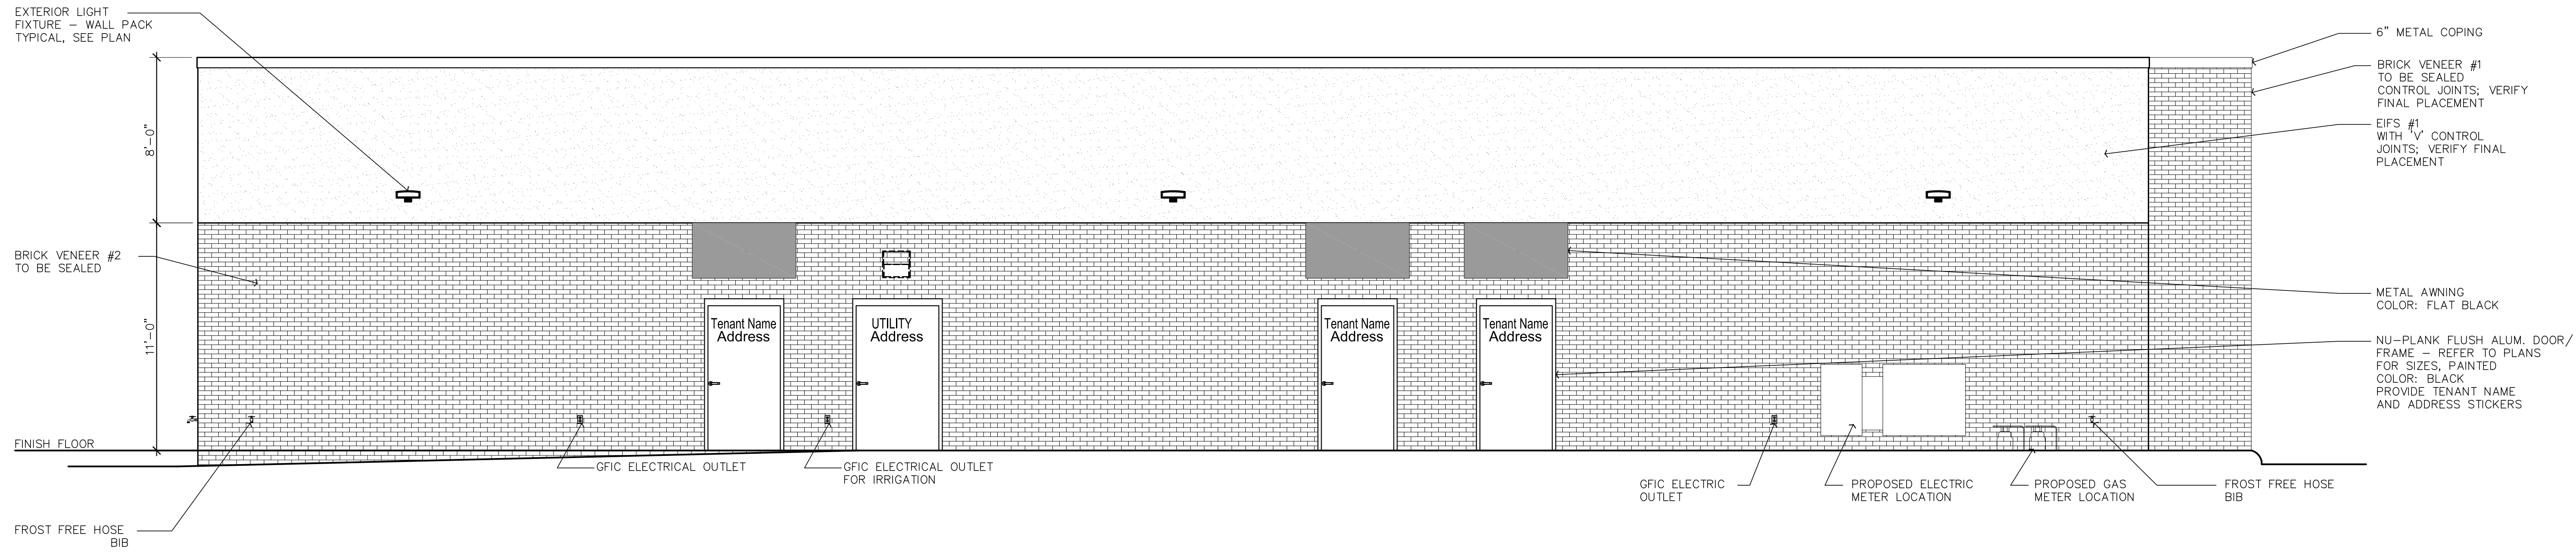 EXTERIOR LIGHT
FIXTURE – WALL PACK
TYPICAL, SEE PLAN
8'-0"
BRICK VENEER #2
TO BE SEALED
11'-0"
FINISH FLOOR
FROST FREE HOSE
BIB
Tenant Name
Address
UTILITY
Address
Tenant Name
Address
Tenant Name
Address
GFIC ELECTRICAL OUTLET
GFIC ELECTRICAL OUTLET
FOR IRRIGATION
GFIC ELECTRIC
OUTLET
PROPOSED ELECTRIC
METER LOCATION
PROPOSED GAS
METER LOCATION
FROST FREE HOSE
BIB
6" METAL COPING
BRICK VENEER #1
TO BE SEALED
CONTROL JOINTS; VERIFY
FINAL PLACEMENT
EIFS #1
WITH 'V' CONTROL
JOINTS; VERIFY FINAL
PLACEMENT
METAL AWNING
COLOR: FLAT BLACK
NU–PLANK FLUSH ALUM. DOOR/
FRAME – REFER TO PLANS
FOR SIZES, PAINTED
COLOR: BLACK
PROVIDE TENANT NAME
AND ADDRESS STICKERS